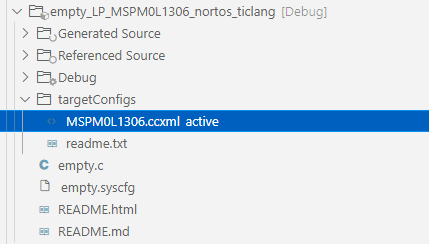 empty_LP_MSPM0L1306_nortos_ticlang [Debug]
Generated Source
Referenced Source
Debug
targetConfigs
MSPM0L1306.ccxml active
readme.txt
empty.c
empty.syscfg
README.html
README.md